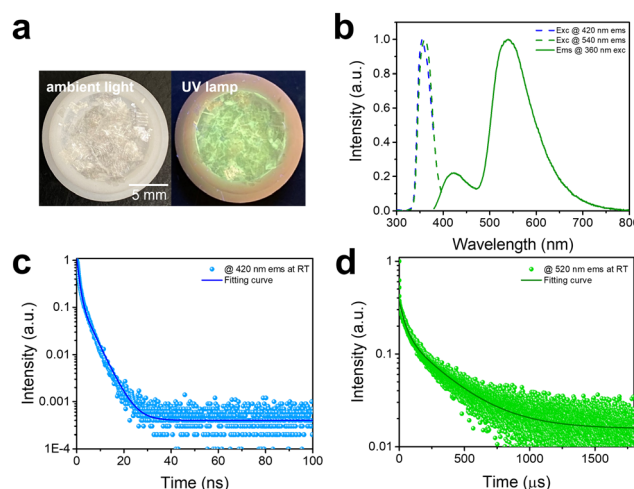 a
ambient light
UV lamp
5 mm
b
Exc @ 420 nm ems
Exc @ 540 nm ems
Ems @ 360 nm exc
Intensity (a.u.)
1.0
0.8
0.6
0.4
0.2
0.0
300 400 500 600 700 800
Wavelength (nm)
c
@ 420 nm ems at RT
Fitting curve
Intensity (a.u.)
1
0.1
0.01
0.001
1E-4
0 20 40 60 80 100
Time (ns)
d
@ 520 nm ems at RT
Fitting curve
Intensity (a.u.)
1
0.1
0.01
0 500 1000 1500
Time (μs)